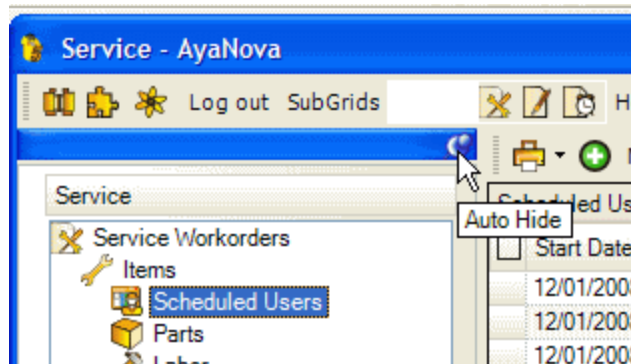 Service - AyaNova
Log out SubGrids H
Service
Auto Hide
Service Workorders
Start Date
Items
12/01/200
Scheduled Users
12/01/200
Parts
12/01/200